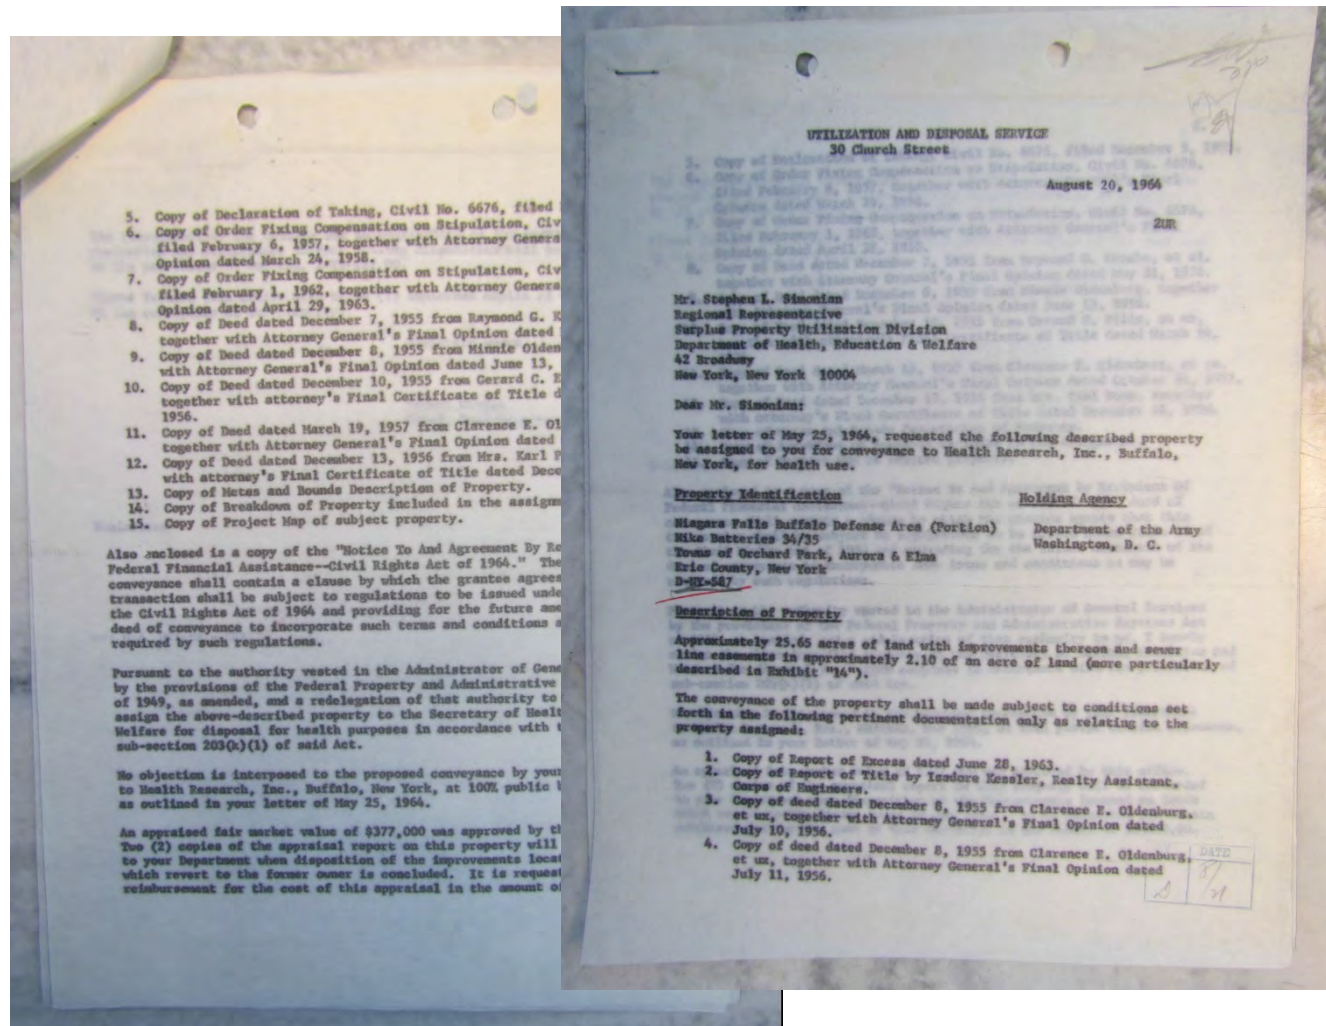 UTILIZATION AND DISPOSAL SERVICE
30 Church Street
August 20, 1964
2UR
Mr. Stephen L. Simonian
Regional Representative
Surplus Property Utilization Division
Department of Health, Education & Welfare
42 Broadway
New York, New York 10004
Dear Mr. Simonian:
Your letter of May 25, 1964, requested the following described property
be assigned to you for conveyance to Health Research, Inc., Buffalo,
New York, for health use.
Property Identification
Holding Agency
Niagara Falls Buffalo Defense Area (Portion)
Nike Batteries 34/35
Towns of Orchard Park, Aurora & Elma
Erie County, New York
D-NY-587
Department of the Army
Washington, D. C.
Description of Property
Approximately 25.65 acres of land with improvements thereon and sewer
line easements in approximately 2.10 of an acre of land (more particularly
described in Exhibit "14").
The conveyance of the property shall be made subject to conditions set
forth in the following pertinent documentation only as relating to the
property assigned:
1. Copy of Report of Excess dated June 28, 1963.
2. Copy of Report of Title by Isadore Kessler, Realty Assistant,
Corps of Engineers.
3. Copy of deed dated December 8, 1955 from Clarence E. Oldenburg,
et ux, together with Attorney General's Final Opinion dated
July 10, 1956.
4. Copy of deed dated December 8, 1955 from Clarence E. Oldenburg,
et ux, together with Attorney General's Final Opinion dated
July 11, 1956.
DATE
8/21
5. Copy of Declaration of Taking, Civil No. 6676, filed
6. Copy of Order Fixing Compensation on Stipulation, Civ
filed February 6, 1957, together with Attorney Genera
Opinion dated March 24, 1958.
7. Copy of Order Fixing Compensation on Stipulation, Civ
filed February 1, 1962, together with Attorney Genera
Opinion dated April 29, 1963.
8. Copy of Deed dated December 7, 1955 from Raymond G. K
together with Attorney General's Final Opinion dated
9. Copy of Deed dated December 8, 1955 from Minnie Olden
with Attorney General's Final Opinion dated June 13,
10. Copy of Deed dated December 10, 1955 from Gerard C. E
together with attorney's Final Certificate of Title d
1956.
11. Copy of Deed dated March 19, 1957 from Clarence E. Ol
together with Attorney General's Final Opinion dated
12. Copy of Deed dated December 13, 1956 from Mrs. Karl F
with attorney's Final Certificate of Title dated Dece
13. Copy of Metes and Bounds Description of Property.
14. Copy of Breakdown of Property included in the assignm
15. Copy of Project Map of subject property.
Also enclosed is a copy of the "Notice To And Agreement By Re
Federal Financial Assistance--Civil Rights Act of 1964." The
conveyance shall contain a clause by which the grantee agrees
transaction shall be subject to regulations to be issued unde
the Civil Rights Act of 1964 and providing for the future ame
deed of conveyance to incorporate such terms and conditions a
required by such regulations.
Pursuant to the authority vested in the Administrator of Gene
by the provisions of the Federal Property and Administrative
of 1949, as amended, and a redelegation of that authority to
assign the above-described property to the Secretary of Healt
Welfare for disposal for health purposes in accordance with t
sub-section 203(k)(1) of said Act.
No objection is interposed to the proposed conveyance by your
to Health Research, Inc., Buffalo, New York, at 100% public b
as outlined in your letter of May 25, 1964.
An appraised fair market value of $377,000 was approved by th
Two (2) copies of the appraisal report on this property will
to your Department when disposition of the improvements locat
which revert to the former owner is concluded. It is request
reimbursement for the cost of this appraisal in the amount of